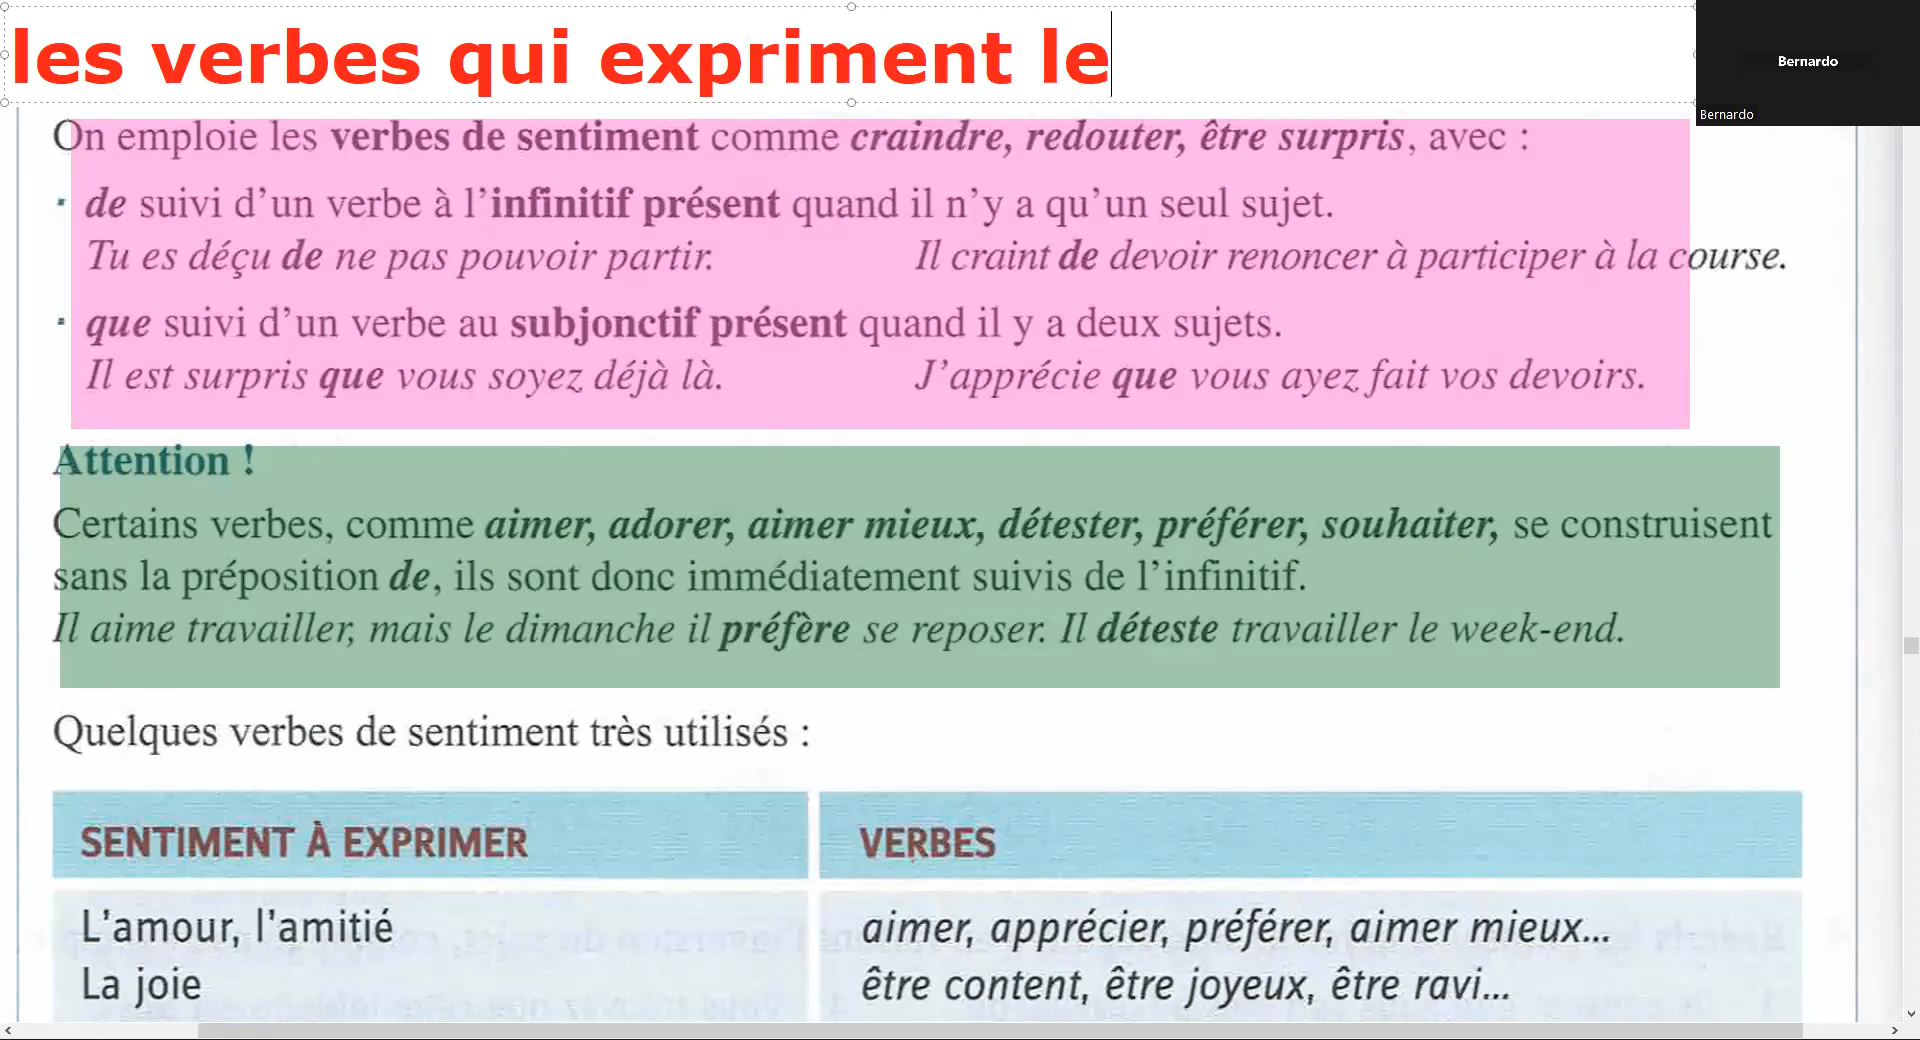 les verbes qui expriment le
Bernardo
Bernardo
On emploie les verbes de sentiment comme craindre, redouter, être surpris, avec :
· de suivi d'un verbe à l'infinitif présent quand il n'y a qu'un seul sujet.
Tu es déçu de ne pas pouvoir partir. Il craint de devoir renoncer à participer à la course.
· que suivi d'un verbe au subjonctif présent quand il y a deux sujets.
Il est surpris que vous soyez déjà là. J'apprécie que vous ayez fait vos devoirs.
Attention !
Certains verbes, comme aimer, adorer, aimer mieux, détester, préférer, souhaiter, se construisent
sans la préposition de, ils sont donc immédiatement suivis de l'infinitif.
Il aime travailler, mais le dimanche il préfère se reposer. Il déteste travailler le week-end.
Quelques verbes de sentiment très utilisés :
SENTIMENT À EXPRIMER VERBES
L'amour, l'amitié aimer, apprécier, préférer, aimer mieux...
La joie être content, être joyeux, être ravi...